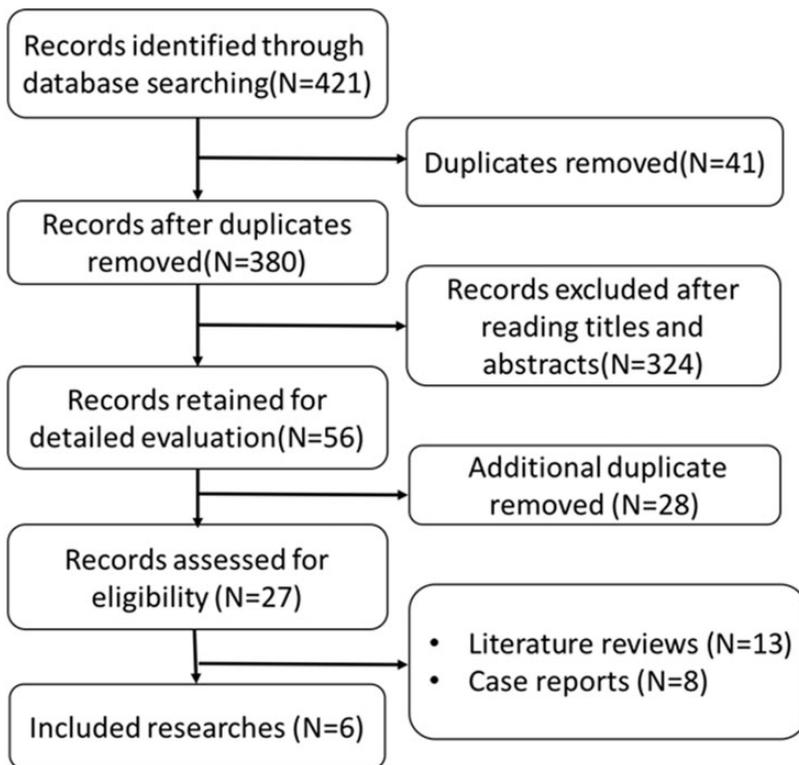 Records identified through
database searching(N=421)
Duplicates removed(N=41)
Records after duplicates
removed(N=380)
Records excluded after
reading titles and
abstracts(N=324)
Records retained for
detailed evaluation(N=56)
Additional duplicate
removed (N=28)
Records assessed for
eligibility (N=27)
• Literature reviews (N=13)
• Case reports (N=8)
Included researches (N=6)